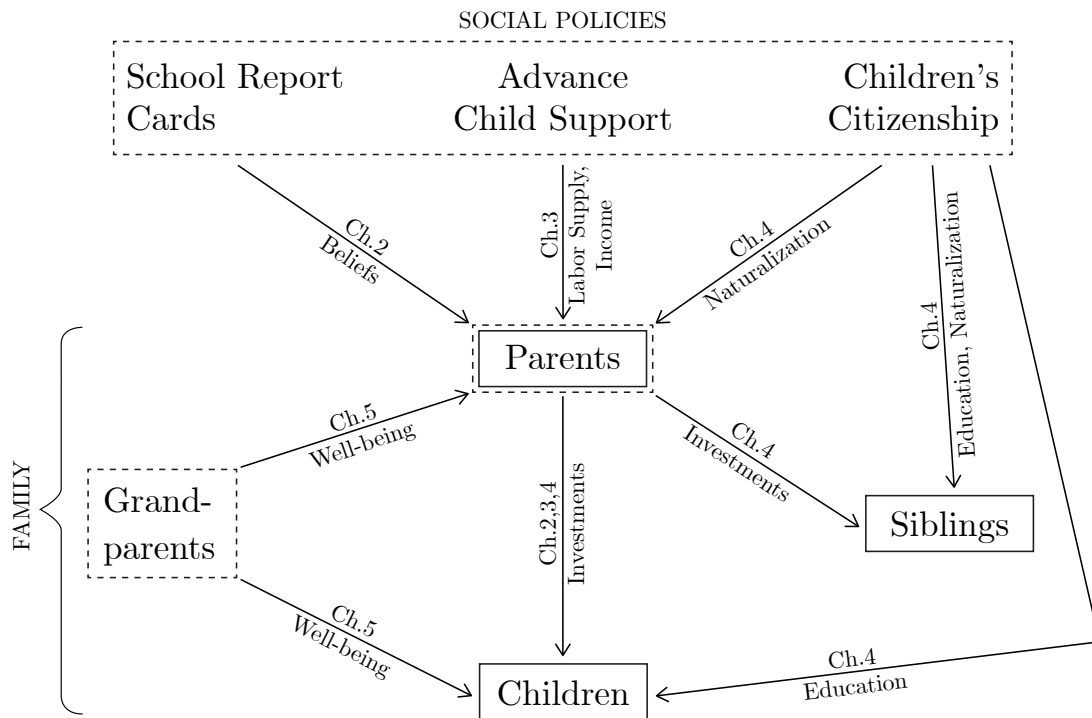 SOCIAL POLICIES
School Report
Cards
Advance
Child Support
Children's
Citizenship
Ch.2
Beliefs
Ch.3
Labor Supply,
Income
Ch.4
Naturalization
Ch.4
Education, Naturalization
Parents
Ch.5
Well-being
Ch.4
Investments
FAMILY
Grand-
parents
Ch.2,3,4
Investments
Siblings
Ch.5
Well-being
Ch.4
Education
Children